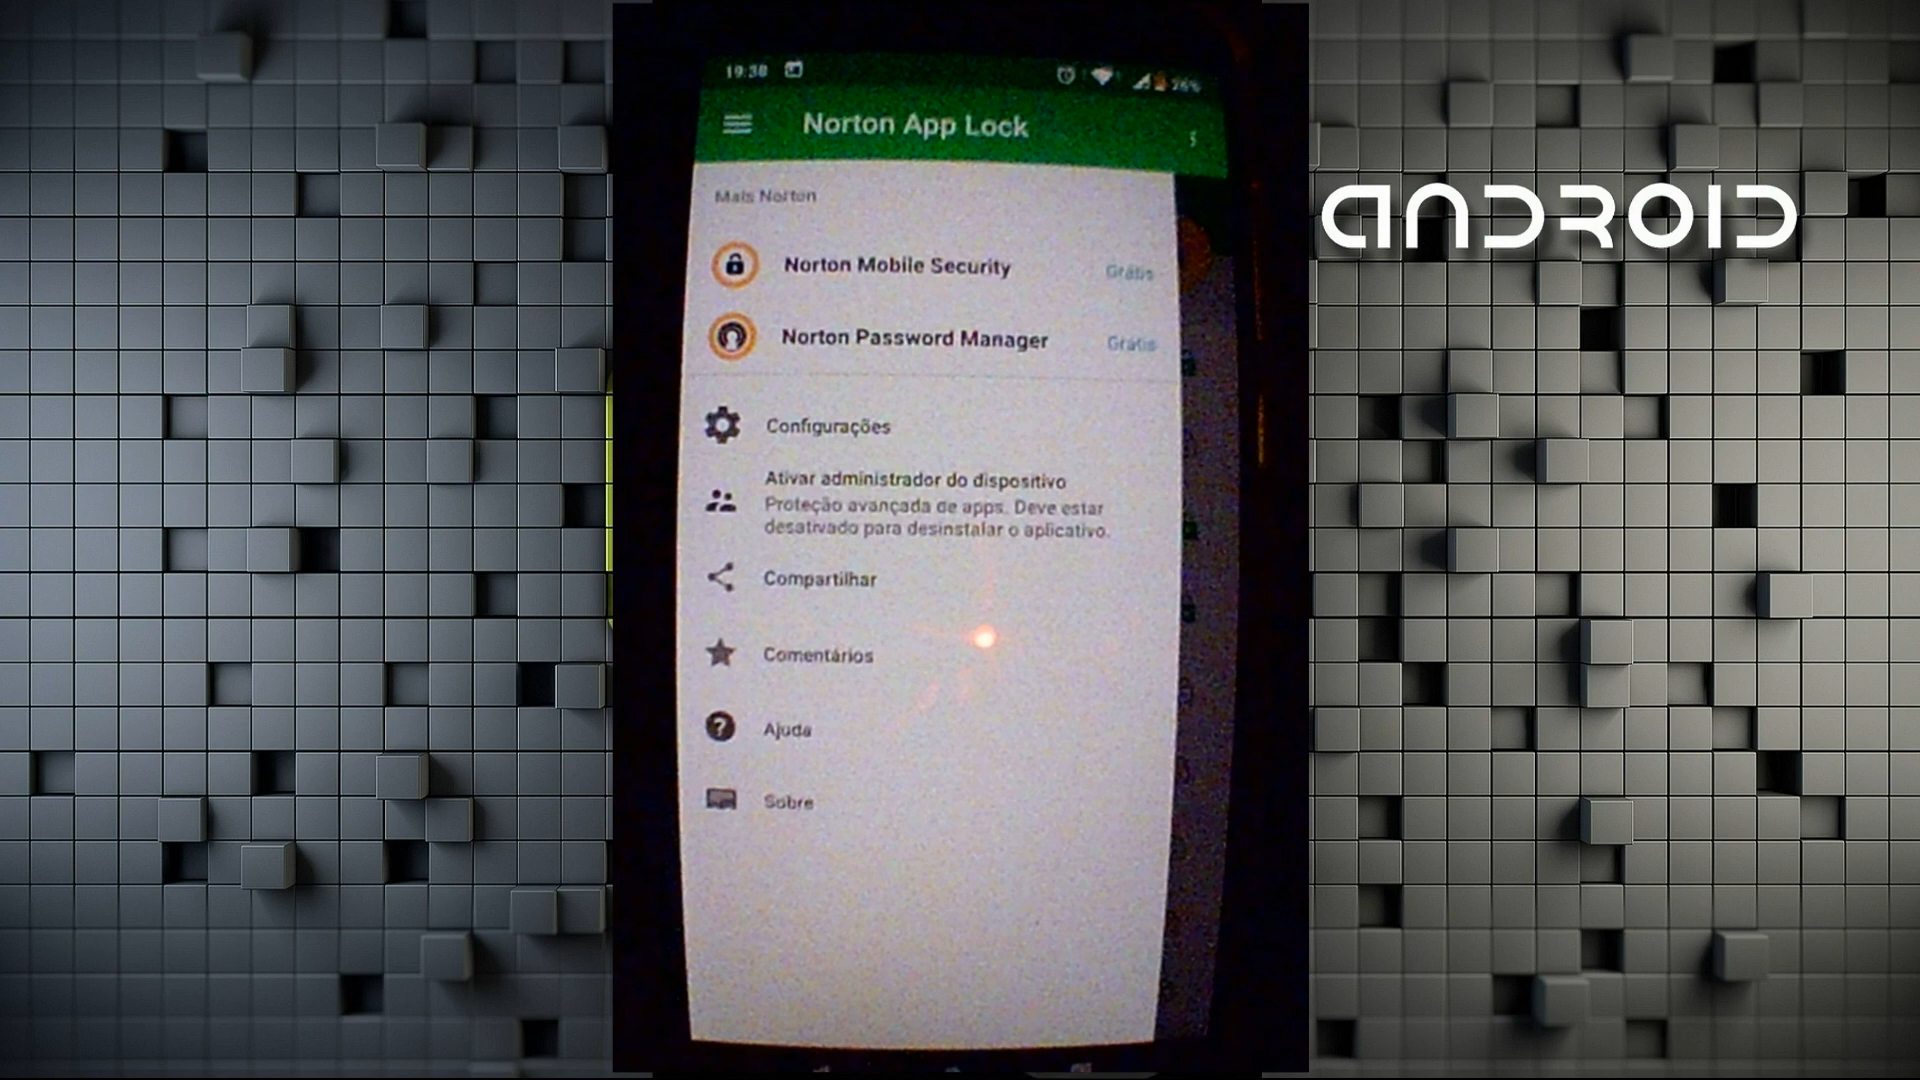 19:38
26%
Norton App Lock
ANDROID
Mais Norton
Norton Mobile Security
Grátis
Norton Password Manager
Grátis
Configurações
Ativar administrador do dispositivo
Proteção avançada de apps. Deve estar
desativado para desinstalar o aplicativo.
Compartilhar
Comentários
Ajuda
Sobre